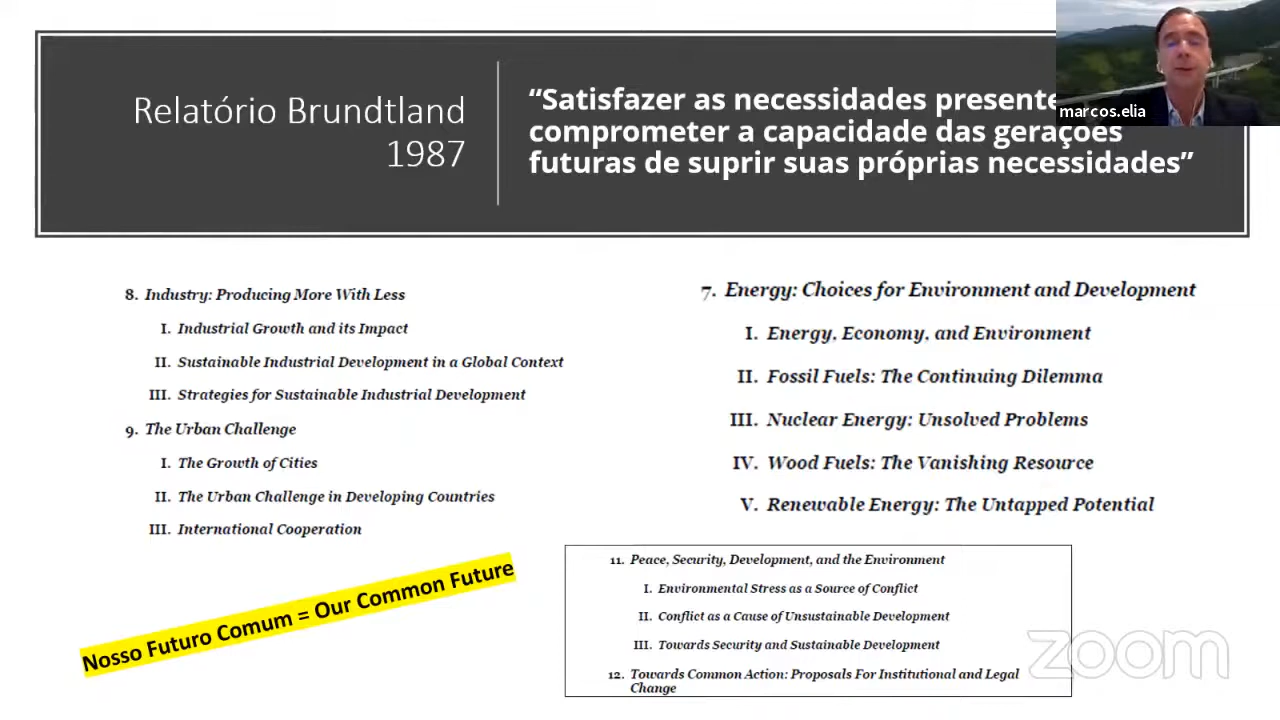 Relatório Brundtland
1987
“Satisfazer as necessidades presente
comprometer a capacidade das gerações
futuras de suprir suas próprias necessidades”
marcos.elia
8. Industry: Producing More With Less
I. Industrial Growth and its Impact
II. Sustainable Industrial Development in a Global Context
III. Strategies for Sustainable Industrial Development
9. The Urban Challenge
I. The Growth of Cities
II. The Urban Challenge in Developing Countries
III. International Cooperation
Nosso Futuro Comum = Our Common Future
7. Energy: Choices for Environment and Development
I. Energy, Economy, and Environment
II. Fossil Fuels: The Continuing Dilemma
III. Nuclear Energy: Unsolved Problems
IV. Wood Fuels: The Vanishing Resource
V. Renewable Energy: The Untapped Potential
11. Peace, Security, Development, and the Environment
I. Environmental Stress as a Source of Conflict
II. Conflict as a Cause of Unsustainable Development
III. Towards Security and Sustainable Development
12. Towards Common Action: Proposals For Institutional and Legal
Change
zoom